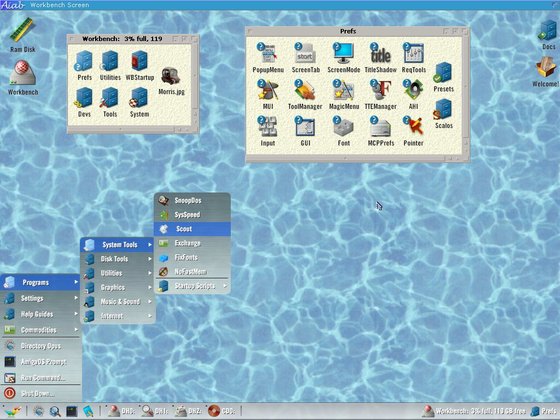 Aiab Workbench Screen
Ram Disk
Workbench
Workbench: 3% full, 119
Prefs
Utilities
WBStartup
Morris.jpg
Devs
Tools
System
Prefs
PopupMenu
ScreenTab
ScreenMode
TitleShadow
ReqTools
Presets
MUI
ToolManager
MagicMenu
TTEManager
AHI
Scalos
Input
GUI
Font
MCPPrefs
Pointer
Docs
Welcome!
SnoopDos
SysSpeed
Scout
Exchange
FixFonts
NoFastMem
Startup Scripts
System Tools
Disk Tools
Utilities
Graphics
Music & Sound
Internet
Programs
Settings
Help Guides
Commodities
Directory Opus
AmigaOS Prompt
Run Command...
Shut Down...
DH0:
DH1:
DH2:
CD0:
Workbench: 3% full, 118 GB free
Prefs